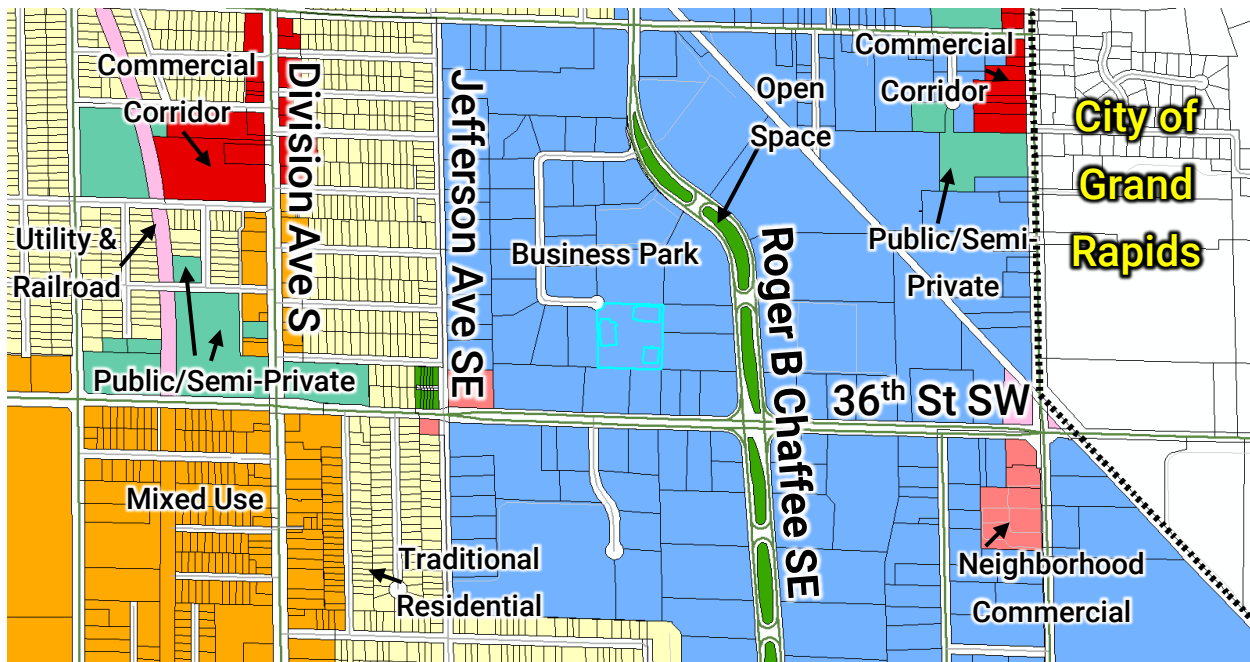 Commercial
Corridor
Division Ave S
Jefferson Ave SE
Open
Space
Commercial
Corridor
City of
Grand
Rapids
Utility &
Railroad
Business Park
Roger B Chaffee SE
Public/Semi-
Private
Public/Semi-Private
36th St SW
Mixed Use
Traditional
Residential
Neighborhood
Commercial